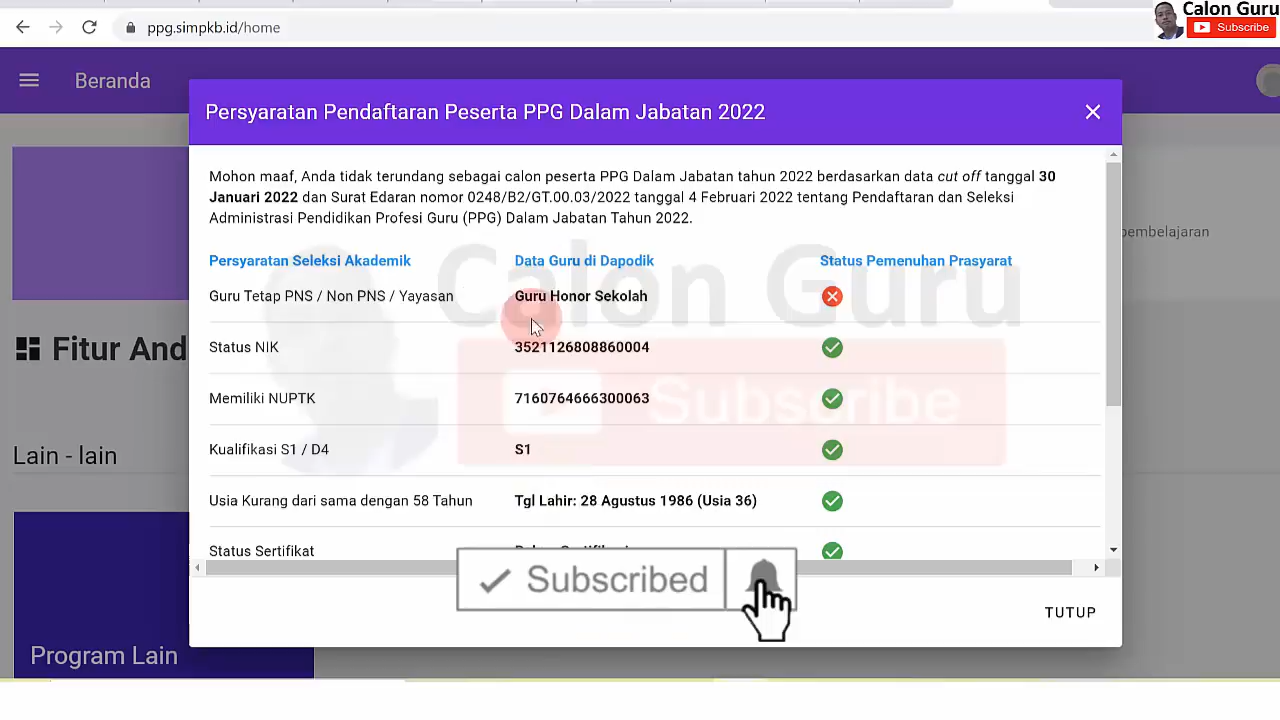 Calon Guru
Subscribe
ppg.simpkb.id/home
Beranda
Persyaratan Pendaftaran Peserta PPG Dalam Jabatan 2022
Mohon maaf, Anda tidak terundang sebagai calon peserta PPG Dalam Jabatan tahun 2022 berdasarkan data cut off tanggal 30
Januari 2022 dan Surat Edaran nomor 0248/B2/GT.00.03/2022 tanggal 4 Februari 2022 tentang Pendaftaran dan Seleksi
Administrasi Pendidikan Profesi Guru (PPG) Dalam Jabatan Tahun 2022.
pembelajaran
Persyaratan Seleksi Akademik Data Guru di Dapodik Status Pemenuhan Prasyarat
Calon Guru
Guru Tetap PNS / Non PNS / Yayasan Guru Honor Sekolah
Fitur And
Status NIK 3521126808860004
Memiliki NUPTK 7160764666300063
Subscribe
Kualifikasi S1 / D4 S1
Lain - lain
Usia Kurang dari sama dengan 58 Tahun Tgl Lahir: 28 Agustus 1986 (Usia 36)
Status Sertifikat
Subscribed
TUTUP
Program Lain